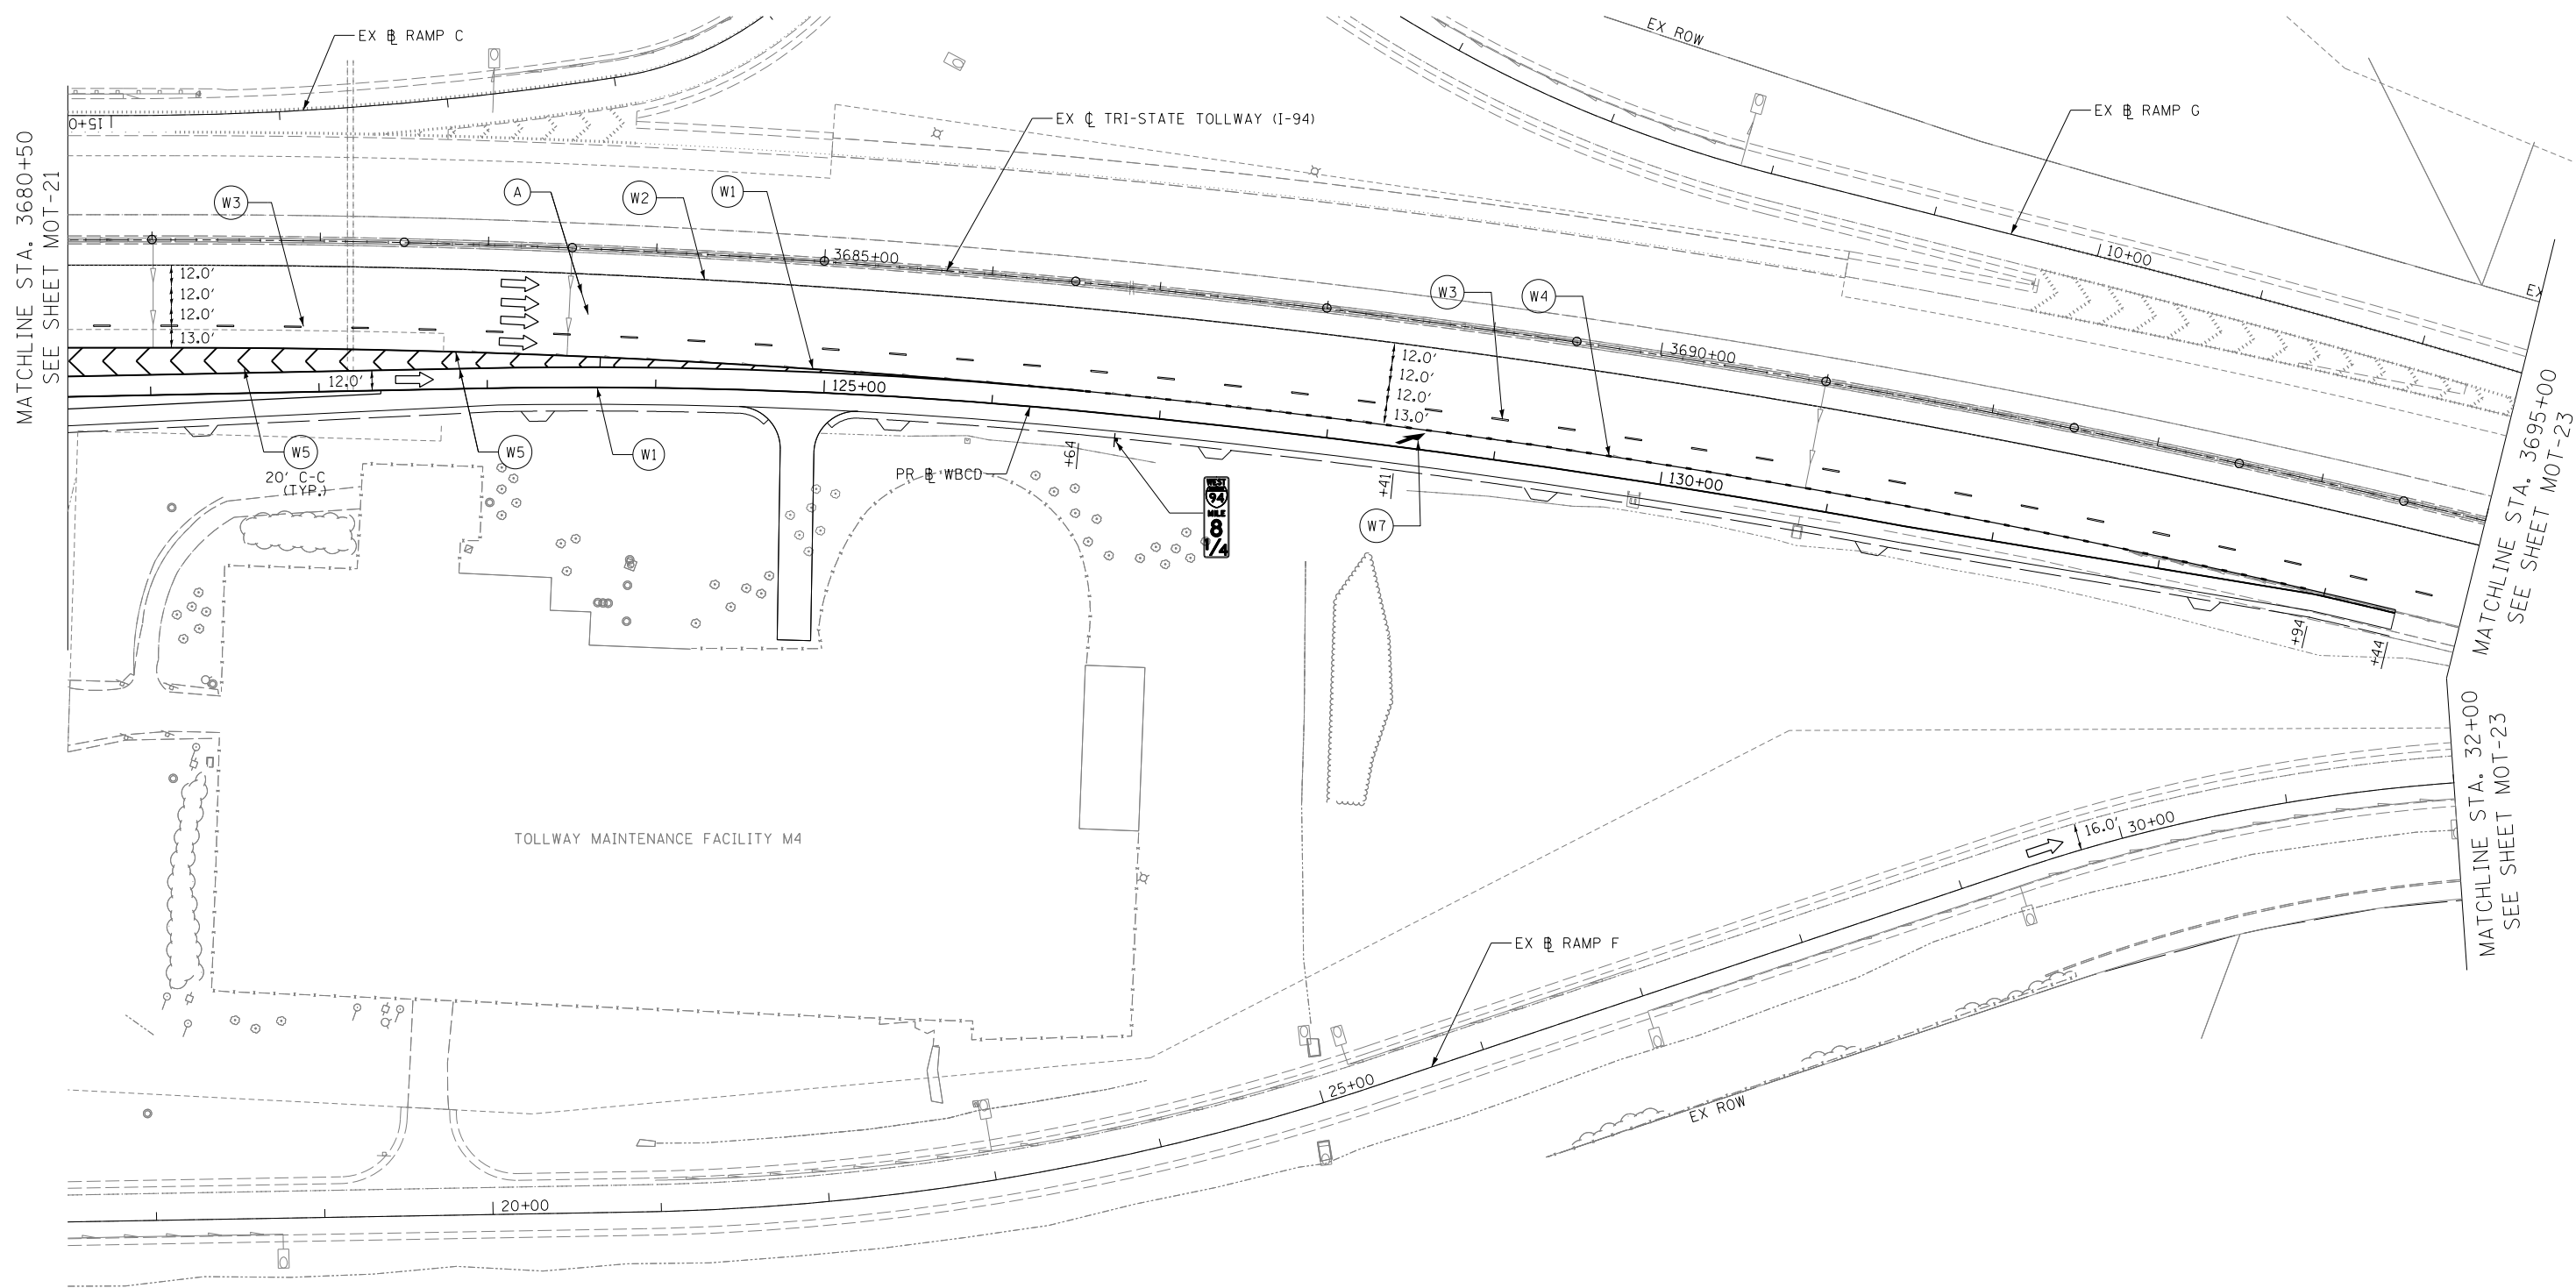 EX ROW
EX ⅊ RAMP C
EX ⅊ RAMP G
EX ℄ TRI-STATE TOLLWAY (I-94)
15+0
MATCHLINE STA. 3680+50
SEE SHEET MOT-21
W3
A
W2
W1
3685+00
10+00
EX
12.0'
12.0'
12.0'
13.0'
W3
W4
3690+00
12.0'
12.0'
12.0'
13.0'
12.0'
125+00
MATCHLINE STA. 3695+00
SEE SHEET MOT-23
W5
W5
W1
20' C-C
(TYP.)
PR ⅊ WBCD
+64
+41
130+00
WEST
94
MILE
8
1/4
W7
+94
+44
MATCHLINE STA. 32+00
SEE SHEET MOT-23
TOLLWAY MAINTENANCE FACILITY M4
16.0'
30+00
EX ⅊ RAMP F
25+00
EX ROW
20+00